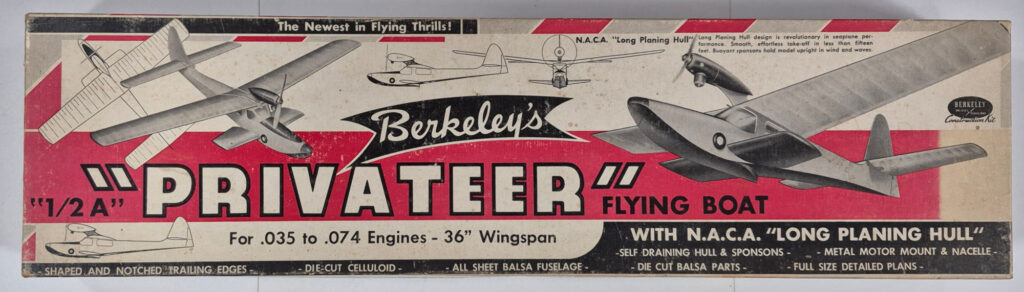 The Newest in Flying Thrills!
N.A.C.A. "Long Planing Hull"
Long Planing Hull design is revolutionary in seaplane per-
formance. Smooth, effortless take-off in less than fifteen
feet. Buoyant sponsons hold model upright in wind and waves.
BERKELEY
Construction Kit
Berkeley's
"1/2 A" "PRIVATEER" FLYING BOAT
For .035 to .074 Engines - 36" Wingspan
WITH N.A.C.A. "LONG PLANING HULL"
-SELF DRAINING HULL & SPONSONS - - METAL MOTOR MOUNT & NACELLE -
- SHAPED AND NOTCHED TRAILING EDGES - - DIE-CUT CELLULOID - - ALL SHEET BALSA FUSELAGE - - DIE CUT BALSA PARTS - - FULL SIZE DETAILED PLANS -